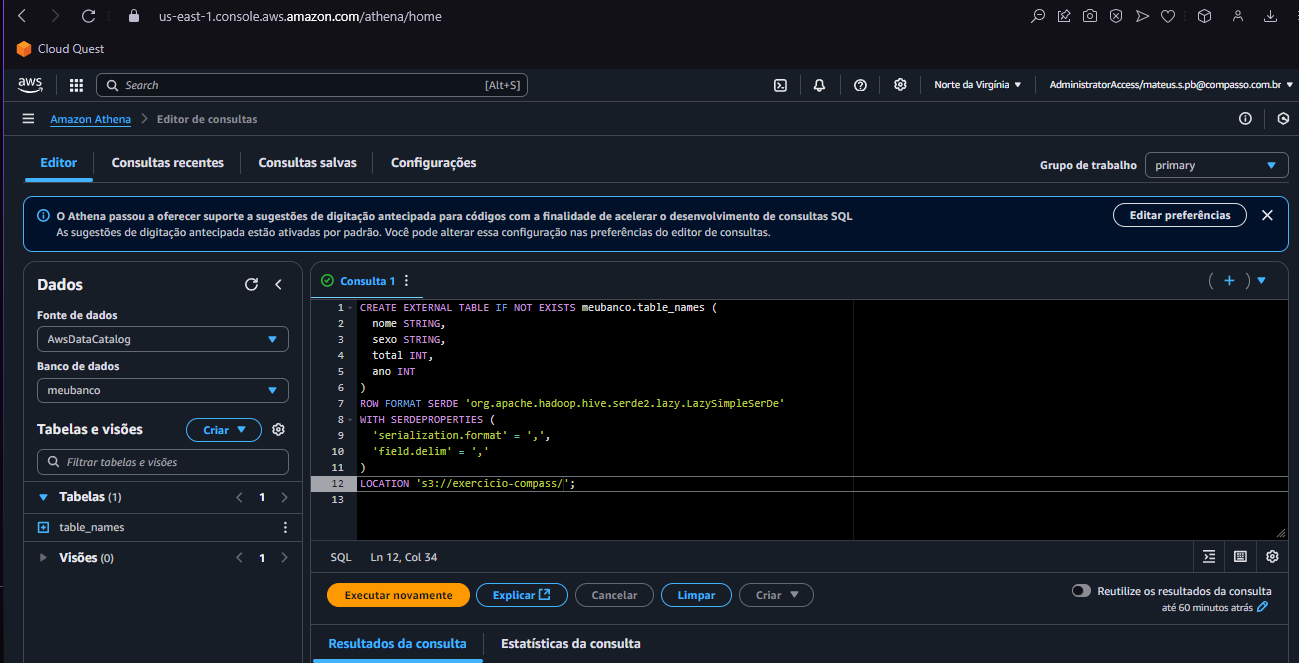 us-east-1.console.aws.amazon.com/athena/home
Cloud Quest
aws
Search
[Alt+S]
Norte da Virgínia
AdministratorAccess/mateus.s.pb@compasso.com.br
Amazon Athena
Editor de consultas
Editor
Consultas recentes
Consultas salvas
Configurações
Grupo de trabalho
primary
O Athena passou a oferecer suporte a sugestões de digitação antecipada para códigos com a finalidade de acelerar o desenvolvimento de consultas SQL
As sugestões de digitação antecipada estão ativadas por padrão. Você pode alterar essa configuração nas preferências do editor de consultas.
Editar preferências
Dados
Fonte de dados
AwsDataCatalog
Banco de dados
meubanco
Tabelas e visões
Criar
Filtrar tabelas e visões
Tabelas (1)
1
table_names
Visões (0)
1
Consulta 1
1 CREATE EXTERNAL TABLE IF NOT EXISTS meubanco.table_names (
2 nome STRING,
3 sexo STRING,
4 total INT,
5 ano INT
6 )
7 ROW FORMAT SERDE 'org.apache.hadoop.hive.serde2.lazy.LazySimpleSerDe'
8 WITH SERDEPROPERTIES (
9 'serialization.format' = ',',
10 'field.delim' = ','
11 )
12 LOCATION 's3://exercicio-compass/';
13
SQL
Ln 12, Col 34
Executar novamente
Explicar
Cancelar
Limpar
Criar
Reutilize os resultados da consulta
até 60 minutos atrás
Resultados da consulta
Estatísticas da consulta